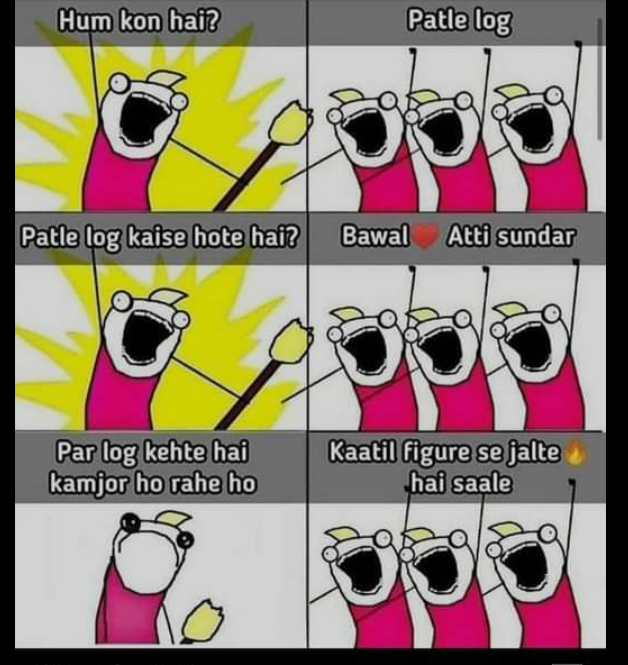 Hum kon hai?
Patle log
Patle log kaise hote hai?
Bawal❤️ Atti sundar
Par log kehte hai
kamjor ho rahe ho
Kaatil figure se jalte🔥
hai saale